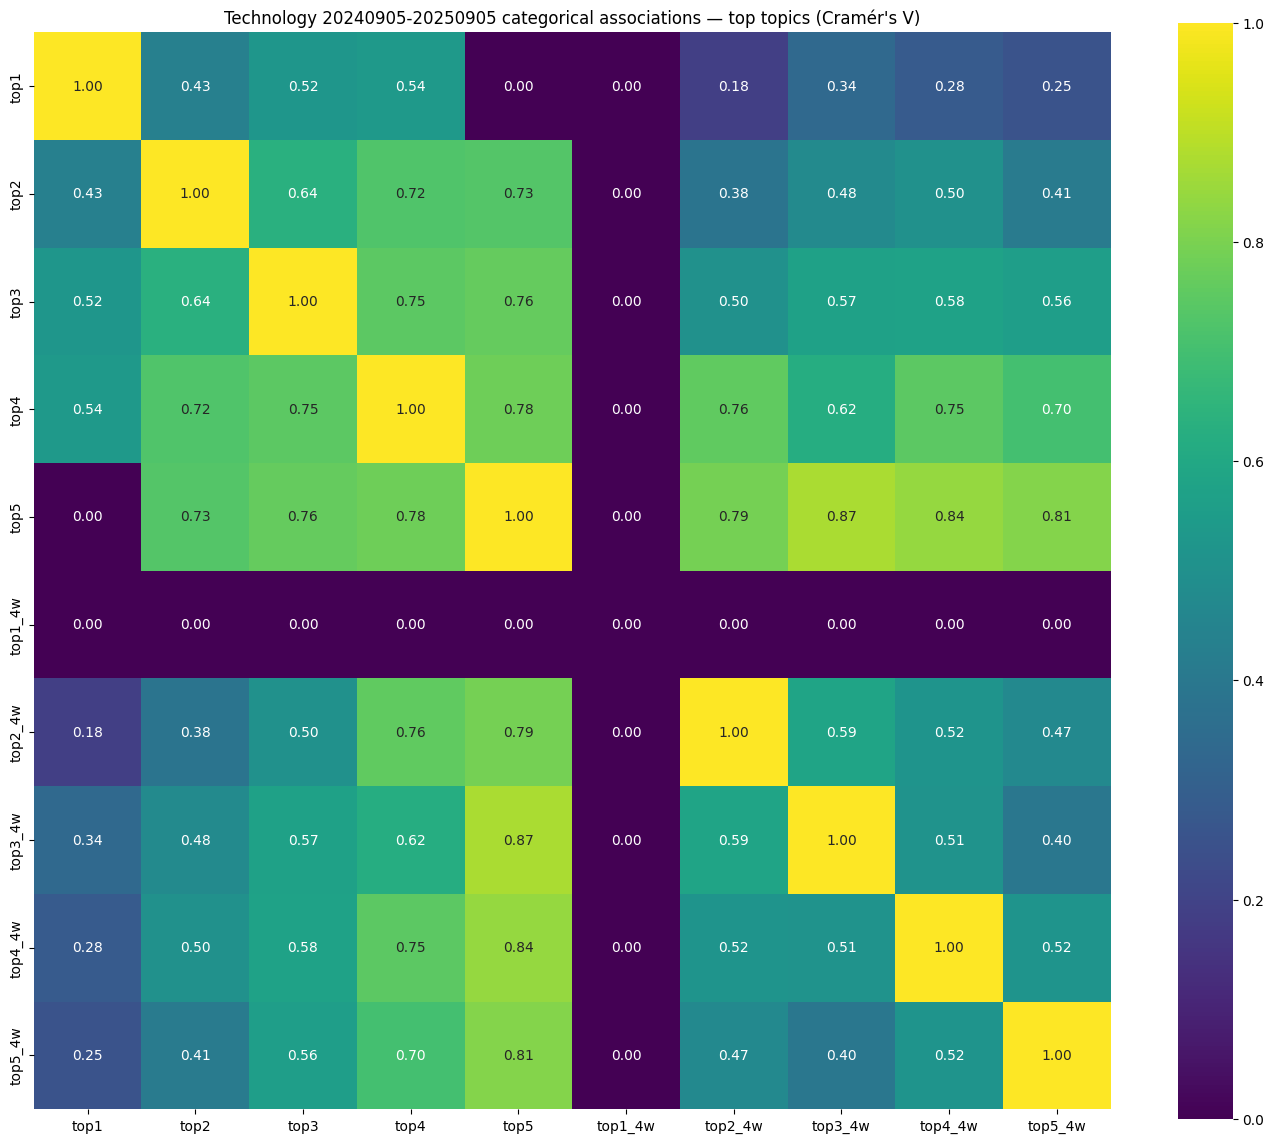 Technology 20240905-20250905 categorical associations — top topics (Cramér's V)
top1 1.00 0.43 0.52 0.54 0.00 0.00 0.18 0.34 0.28 0.25
top2 0.43 1.00 0.64 0.72 0.73 0.00 0.38 0.48 0.50 0.41
top3 0.52 0.64 1.00 0.75 0.76 0.00 0.50 0.57 0.58 0.56
top4 0.54 0.72 0.75 1.00 0.78 0.00 0.76 0.62 0.75 0.70
top5 0.00 0.73 0.76 0.78 1.00 0.00 0.79 0.87 0.84 0.81
top1_4w 0.00 0.00 0.00 0.00 0.00 0.00 0.00 0.00 0.00 0.00
top2_4w 0.18 0.38 0.50 0.76 0.79 0.00 1.00 0.59 0.52 0.47
top3_4w 0.34 0.48 0.57 0.62 0.87 0.00 0.59 1.00 0.51 0.40
top4_4w 0.28 0.50 0.58 0.75 0.84 0.00 0.52 0.51 1.00 0.52
top5_4w 0.25 0.41 0.56 0.70 0.81 0.00 0.47 0.40 0.52 1.00
top1 top2 top3 top4 top5 top1_4w top2_4w top3_4w top4_4w top5_4w
1.0
0.8
0.6
0.4
0.2
0.0